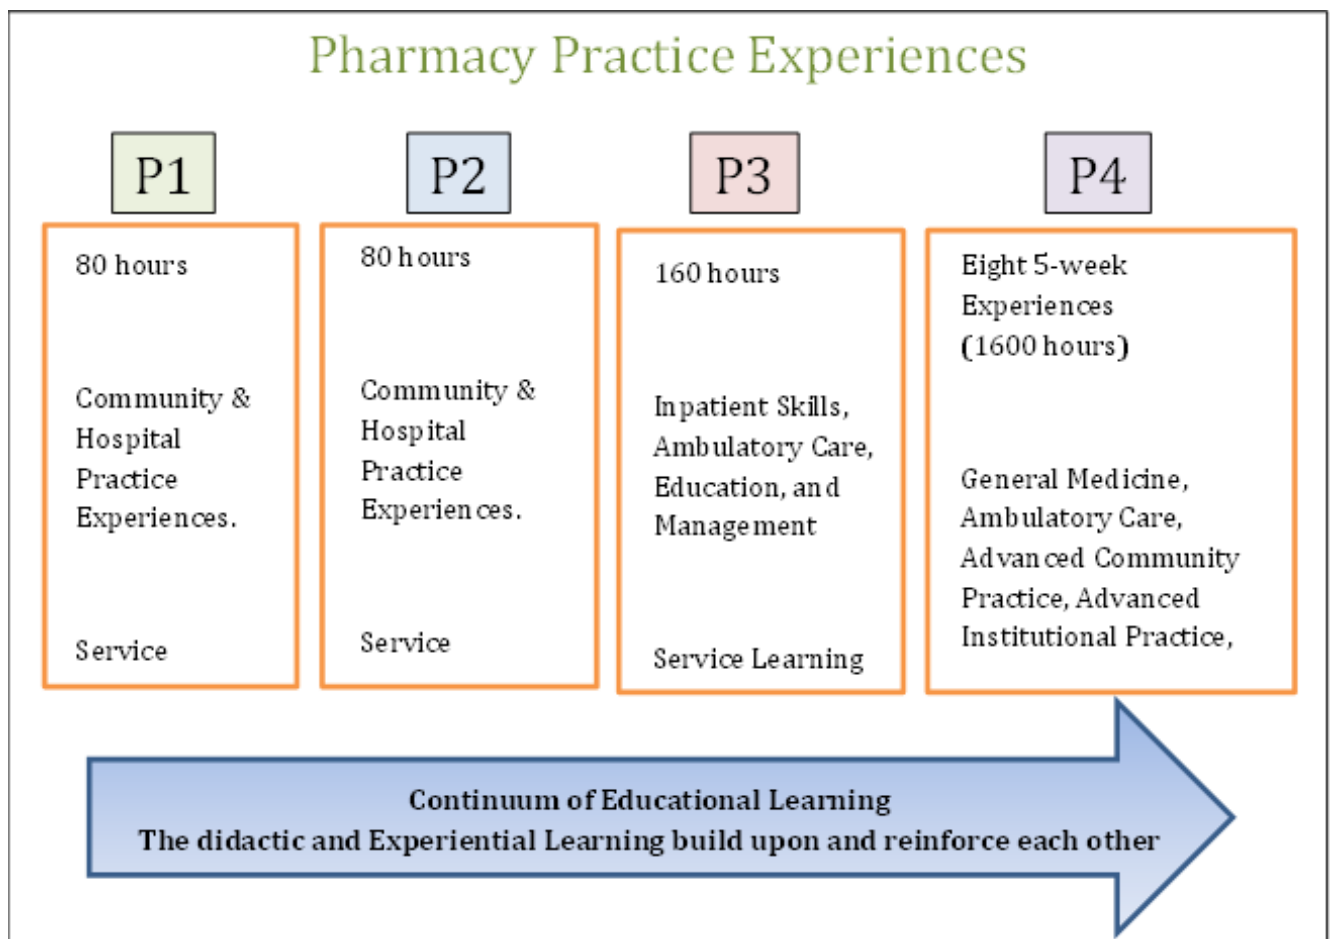 Pharmacy Practice Experiences
P1
80 hours
Community &
Hospital
Practice
Experiences.
Service
P2
80 hours
Community &
Hospital
Practice
Experiences.
Service
P3
160 hours
Inpatient Skills,
Ambulatory Care,
Education, and
Management
Service Learning
P4
Eight 5-week
Experiences
(1600 hours)
General Medicine,
Ambulatory Care,
Advanced Community
Practice, Advanced
Institutional Practice,
Continuum of Educational Learning
The didactic and Experiential Learning build upon and reinforce each other